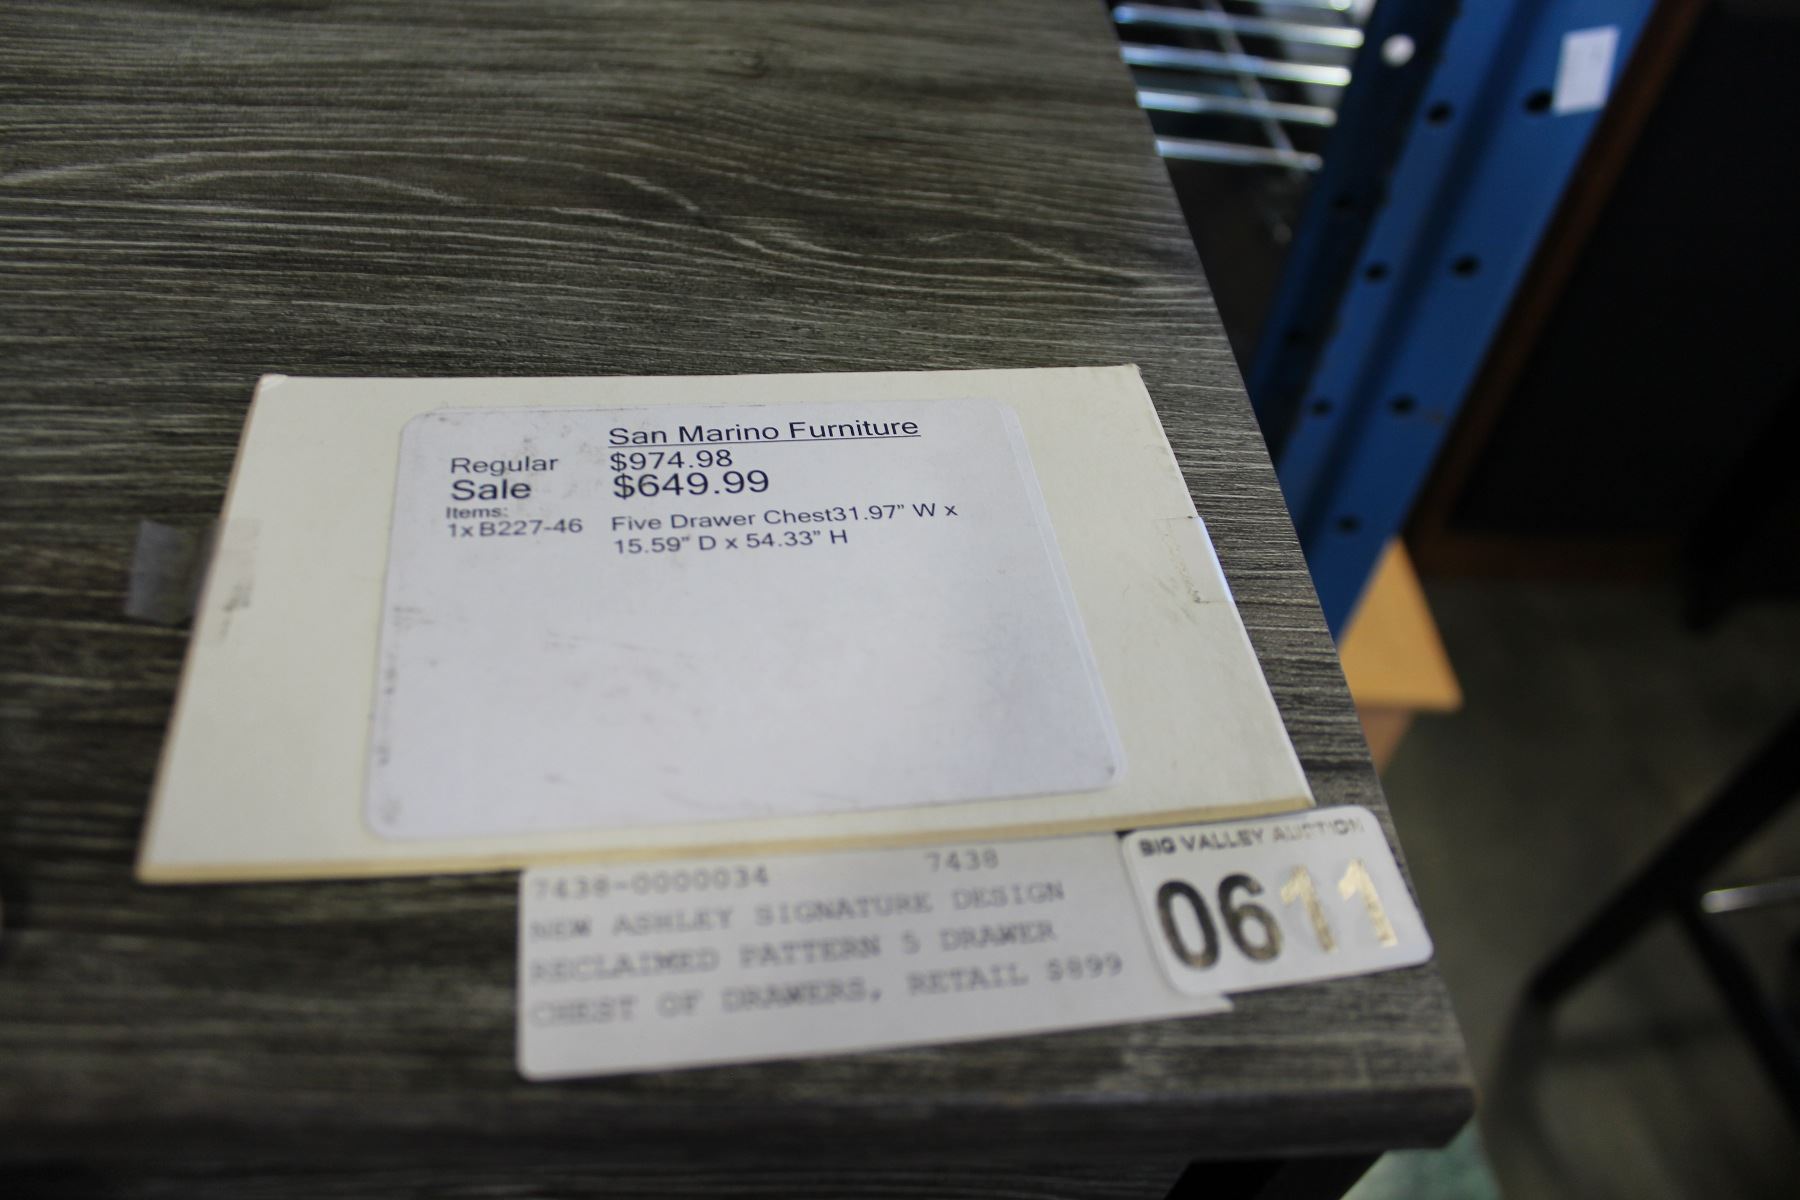 San Marino Furniture
Regular $974.98
Sale $649.99
Items:
1x B227-46 Five Drawer Chest31.97” W x
15.59” D x 54.33” H
7438-0000034 7438
NEW ASHLEY SIGNATURE DESIGN
RECLAIMED PATTERN 5 DRAWER
CHEST OF DRAWERS, RETAIL $899
BIG VALLEY AUCTION
0611